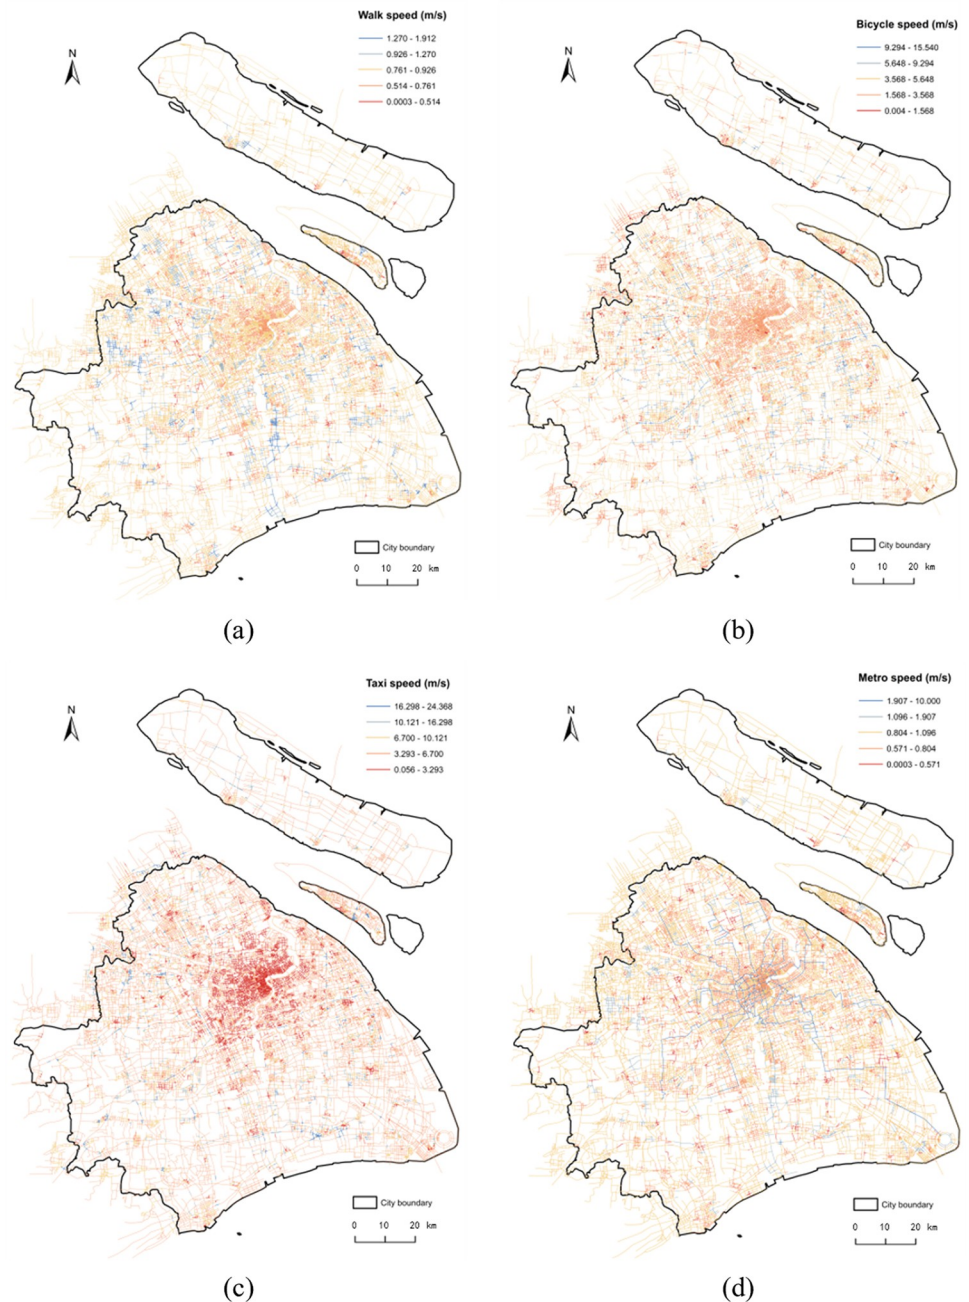 Walk speed (m/s)
1.270 - 1.912
0.926 - 1.270
0.761 - 0.926
0.514 - 0.761
0.0003 - 0.514
N
City boundary
0 10 20 km
(a)
Bicycle speed (m/s)
9.294 - 15.540
5.648 - 9.294
3.568 - 5.648
1.568 - 3.568
0.004 - 1.568
N
City boundary
0 10 20 km
(b)
Taxi speed (m/s)
16.298 - 24.368
10.121 - 16.298
6.700 - 10.121
3.293 - 6.700
0.056 - 3.293
N
City boundary
0 10 20 km
(c)
Metro speed (m/s)
1.907 - 10.000
1.096 - 1.907
0.804 - 1.096
0.571 - 0.804
0.0003 - 0.571
N
City boundary
0 10 20 km
(d)